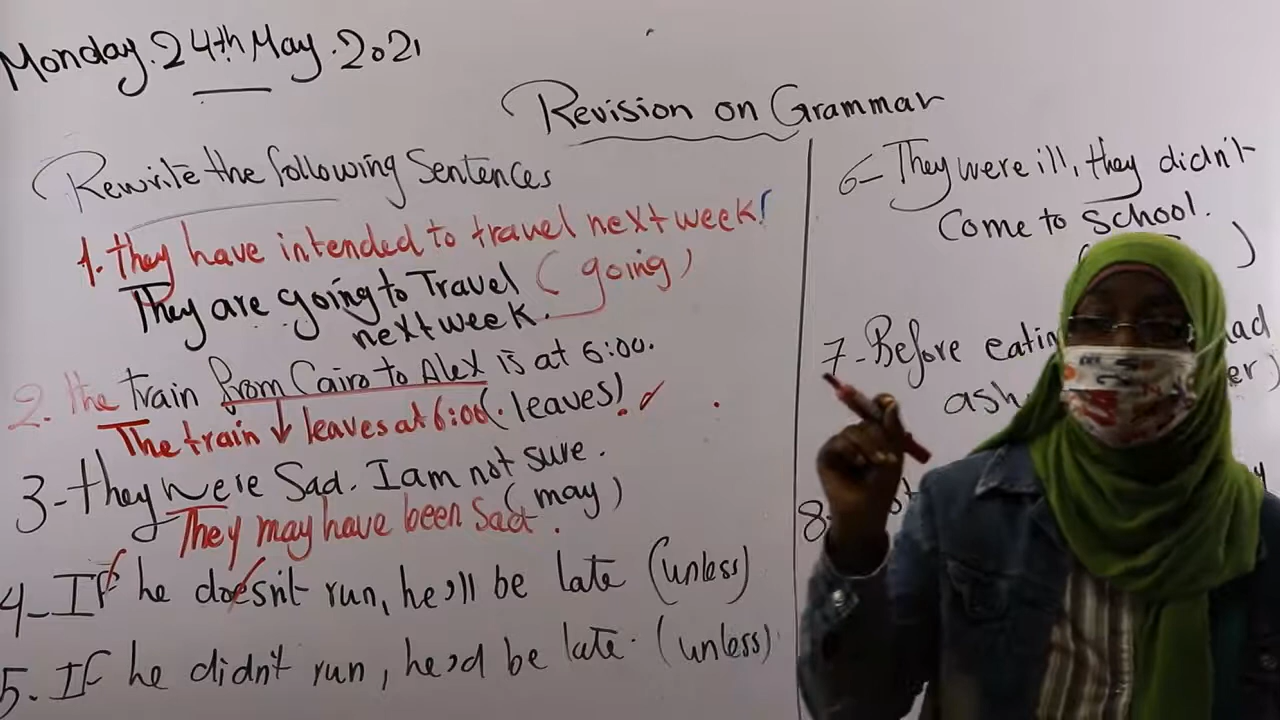 Monday.24th May.2021
Revision on Grammar
Rewrite the following Sentences
1. they have intended to travel next week!
(going)
They are going to Travel
next week.
2. the train from Cairo to Alex is at 6:00.
(leaves)
The train ↓ leaves at 6:00
3- they were Sad. I am not sure.
(may)
They may have been Sad.
4- If he doesn't run, he'll be late (unless)
5. If he didn't run, he'd be late. (unless)
6- They were ill, they didn't
Come to school.
( )
7- Before
8-